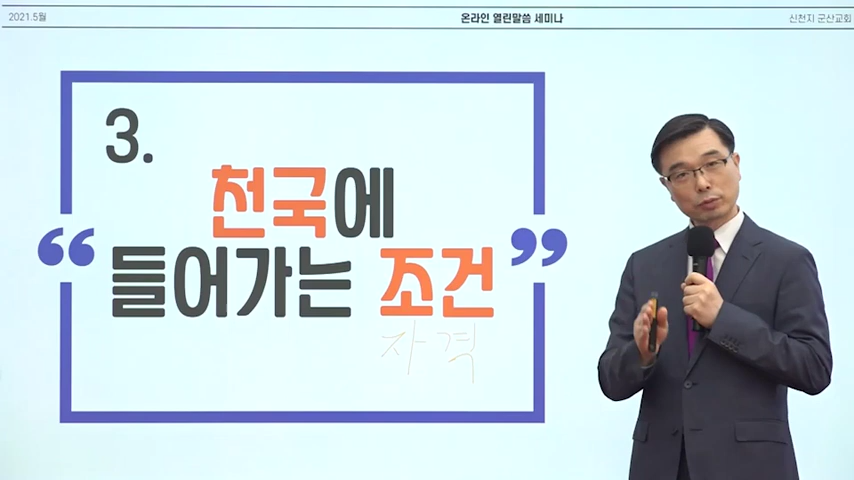 2021.5월 온라인 열린말씀 세미나 신천지 군산교회
3.
“천국에
들어가는 조건”
자격